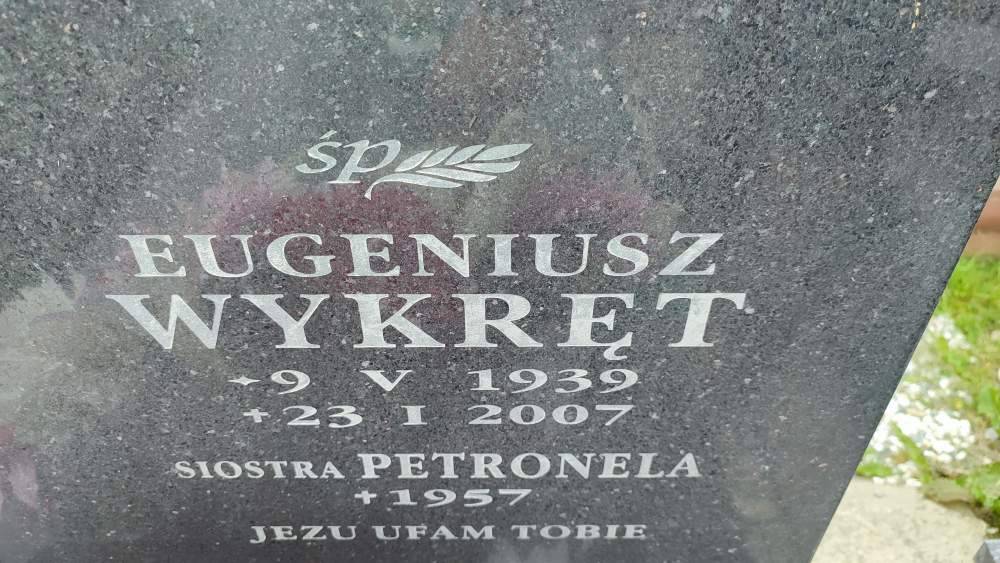 śp
EUGENIUSZ
WYKRĘT
✦9 V 1939
+23 I 2007
SIOSTRA PETRONELA
+1957
JEZU UFAM TOBIE